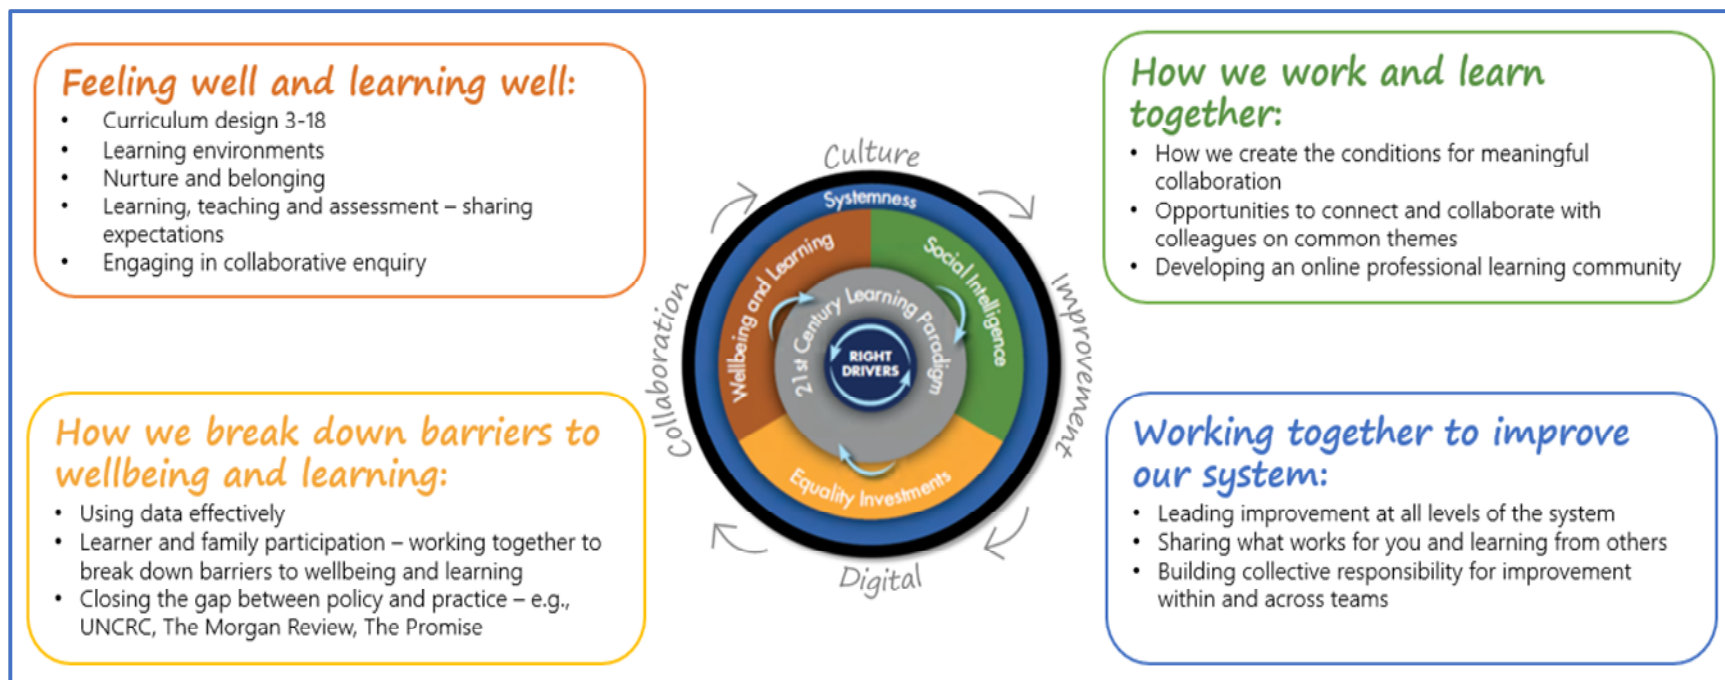 Feeling well and learning well:
• Curriculum design 3-18
• Learning environments
• Nurture and belonging
• Learning, teaching and assessment – sharing
expectations
• Engaging in collaborative enquiry
How we break down barriers to
wellbeing and learning:
• Using data effectively
• Learner and family participation – working together to
break down barriers to wellbeing and learning
• Closing the gap between policy and practice – e.g.,
UNCRC, The Morgan Review, The Promise
Culture
Improvement
Digital
Collaboration
Systemness
Wellbeing and Learning
Social Intelligence
Equality Investments
21st Century Learning Paradigm
RIGHT
DRIVERS
How we work and learn
together:
• How we create the conditions for meaningful
collaboration
• Opportunities to connect and collaborate with
colleagues on common themes
• Developing an online professional learning community
Working together to improve
our system:
• Leading improvement at all levels of the system
• Sharing what works for you and learning from others
• Building collective responsibility for improvement
within and across teams